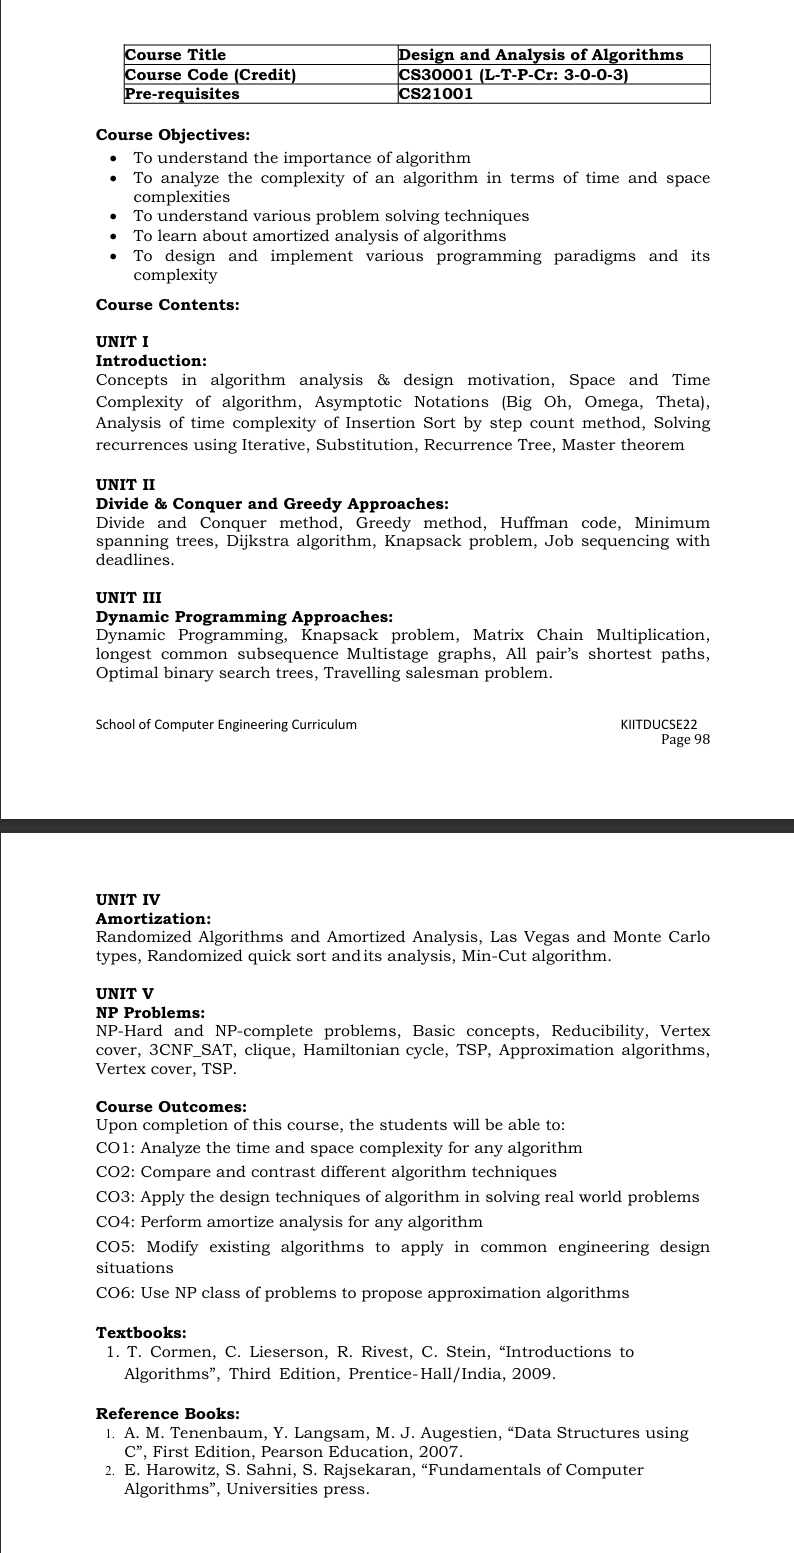 Course Title Design and Analysis of Algorithms
Course Code (Credit) CS30001 (L-T-P-Cr: 3-0-0-3)
Pre-requisites CS21001
Course Objectives:
• To understand the importance of algorithm
• To analyze the complexity of an algorithm in terms of time and space
complexities
• To understand various problem solving techniques
• To learn about amortized analysis of algorithms
• To design and implement various programming paradigms and its
complexity
Course Contents:
UNIT I
Introduction:
Concepts in algorithm analysis & design motivation, Space and Time
Complexity of algorithm, Asymptotic Notations (Big Oh, Omega, Theta),
Analysis of time complexity of Insertion Sort by step count method, Solving
recurrences using Iterative, Substitution, Recurrence Tree, Master theorem
UNIT II
Divide & Conquer and Greedy Approaches:
Divide and Conquer method, Greedy method, Huffman code, Minimum
spanning trees, Dijkstra algorithm, Knapsack problem, Job sequencing with
deadlines.
UNIT III
Dynamic Programming Approaches:
Dynamic Programming, Knapsack problem, Matrix Chain Multiplication,
longest common subsequence Multistage graphs, All pair’s shortest paths,
Optimal binary search trees, Travelling salesman problem.
School of Computer Engineering Curriculum KIITDUCSE22
Page 98
UNIT IV
Amortization:
Randomized Algorithms and Amortized Analysis, Las Vegas and Monte Carlo
types, Randomized quick sort and its analysis, Min-Cut algorithm.
UNIT V
NP Problems:
NP-Hard and NP-complete problems, Basic concepts, Reducibility, Vertex
cover, 3CNF_SAT, clique, Hamiltonian cycle, TSP, Approximation algorithms,
Vertex cover, TSP.
Course Outcomes:
Upon completion of this course, the students will be able to:
CO1: Analyze the time and space complexity for any algorithm
CO2: Compare and contrast different algorithm techniques
CO3: Apply the design techniques of algorithm in solving real world problems
CO4: Perform amortize analysis for any algorithm
CO5: Modify existing algorithms to apply in common engineering design
situations
CO6: Use NP class of problems to propose approximation algorithms
Textbooks:
1. T. Cormen, C. Lieserson, R. Rivest, C. Stein, “Introductions to
Algorithms”, Third Edition, Prentice-Hall/India, 2009.
Reference Books:
1. A. M. Tenenbaum, Y. Langsam, M. J. Augestien, “Data Structures using
C”, First Edition, Pearson Education, 2007.
2. E. Harowitz, S. Sahni, S. Rajsekaran, “Fundamentals of Computer
Algorithms”, Universities press.